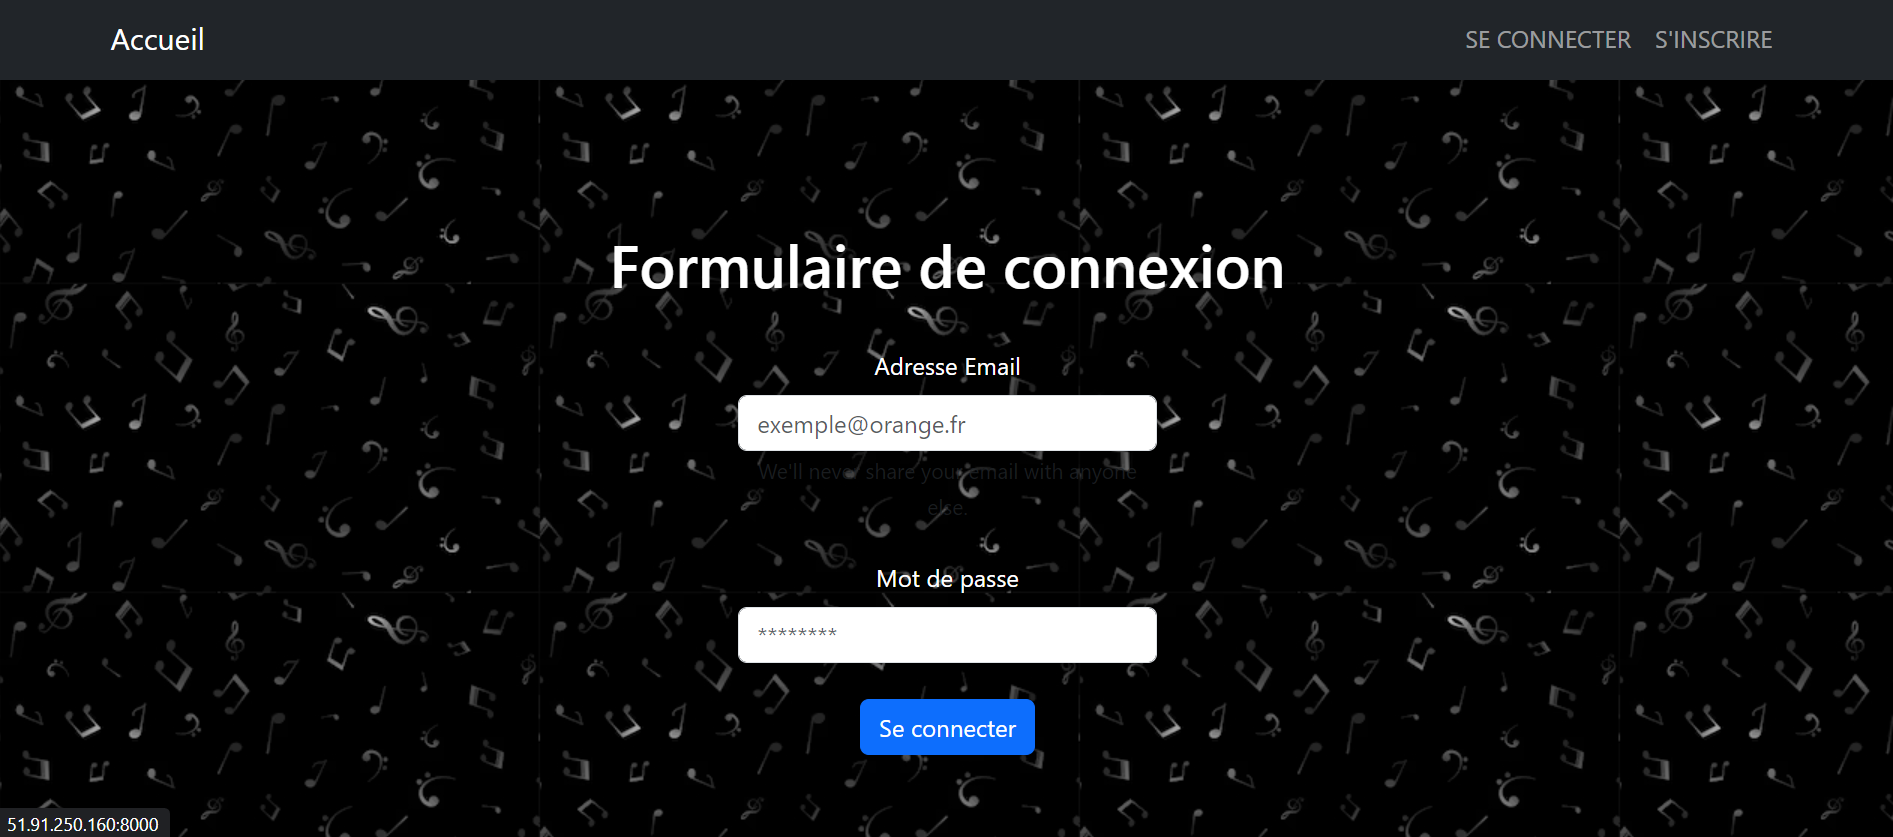 Accueil
SE CONNECTER S'INSCRIRE
Formulaire de connexion
Adresse Email
exemple@orange.fr
We'll never share your email with anyone
else.
Mot de passe
********
Se connecter
51.91.250.160:8000